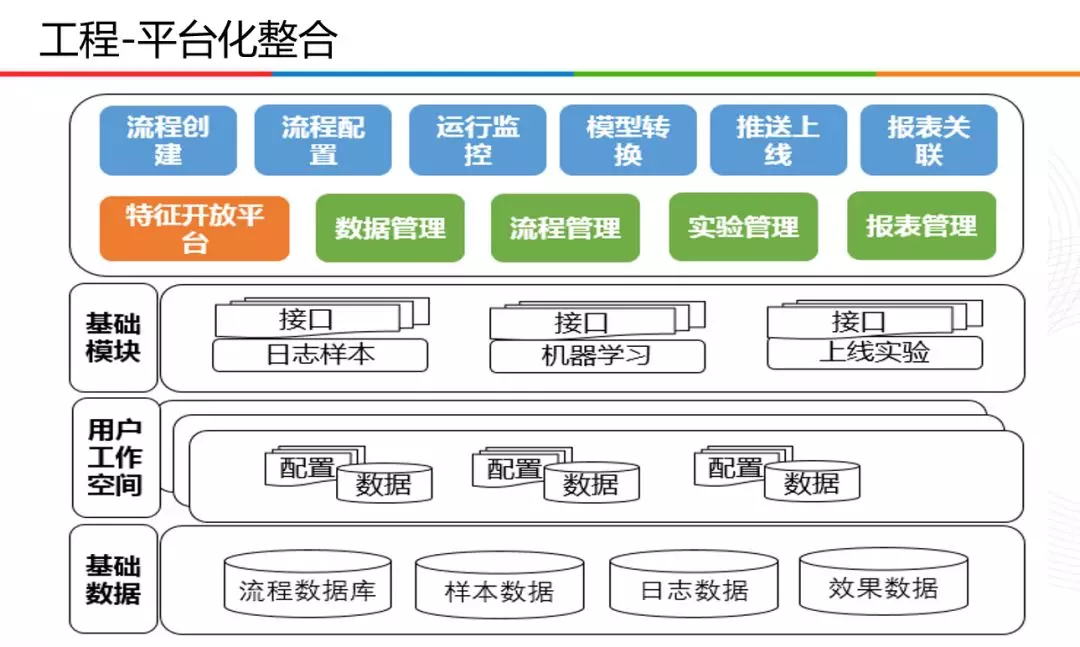 工程-平台化整合
流程创
建
流程配
置
运行监
控
模型转
换
推送上
线
报表关
联
特征开放平
台
数据管理
流程管理
实验管理
报表管理
基础
模块
接口
日志样本
接口
机器学习
接口
上线实验
用户
工作
空间
配置
数据
配置
数据
配置
数据
基础
数据
流程数据库
样本数据
日志数据
效果数据